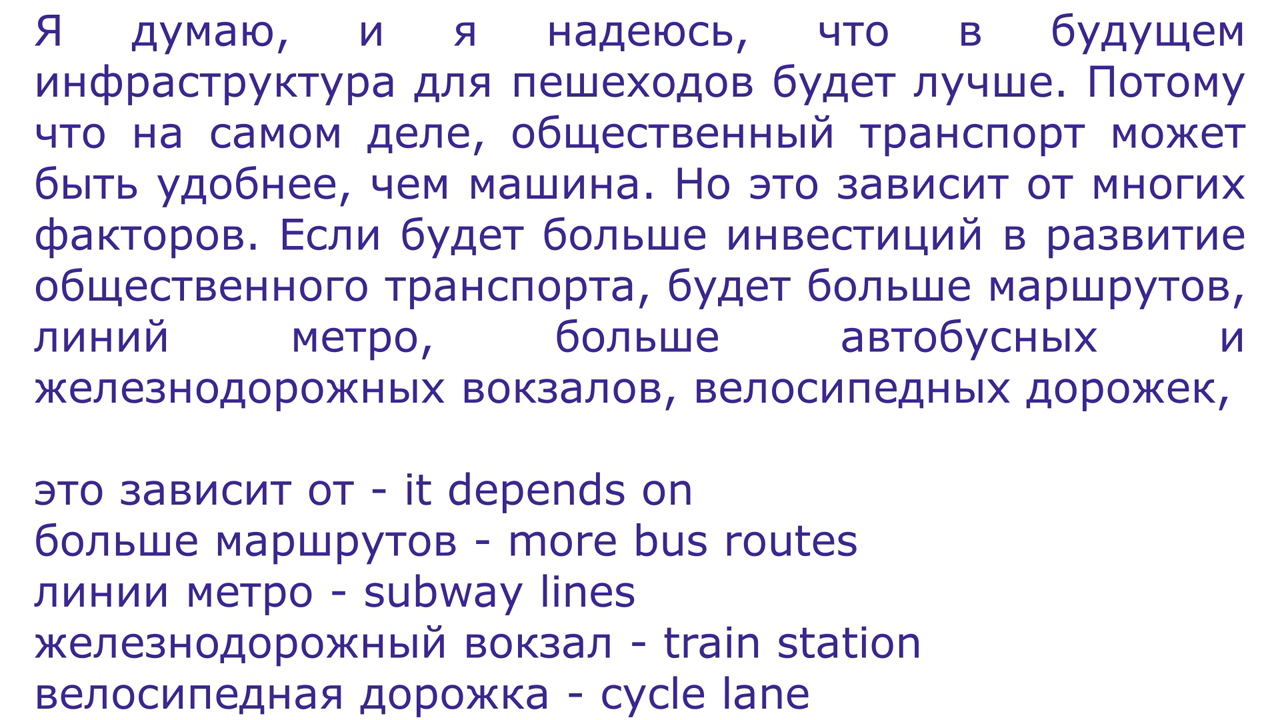 Я думаю, и я надеюсь, что в будущем
инфраструктура для пешеходов будет лучше. Потому
что на самом деле, общественный транспорт может
быть удобнее, чем машина. Но это зависит от многих
факторов. Если будет больше инвестиций в развитие
общественного транспорта, будет больше маршрутов,
линий метро, больше автобусных и
железнодорожных вокзалов, велосипедных дорожек,
это зависит от - it depends on
больше маршрутов - more bus routes
линии метро - subway lines
железнодорожный вокзал - train station
велосипедная дорожка - cycle lane